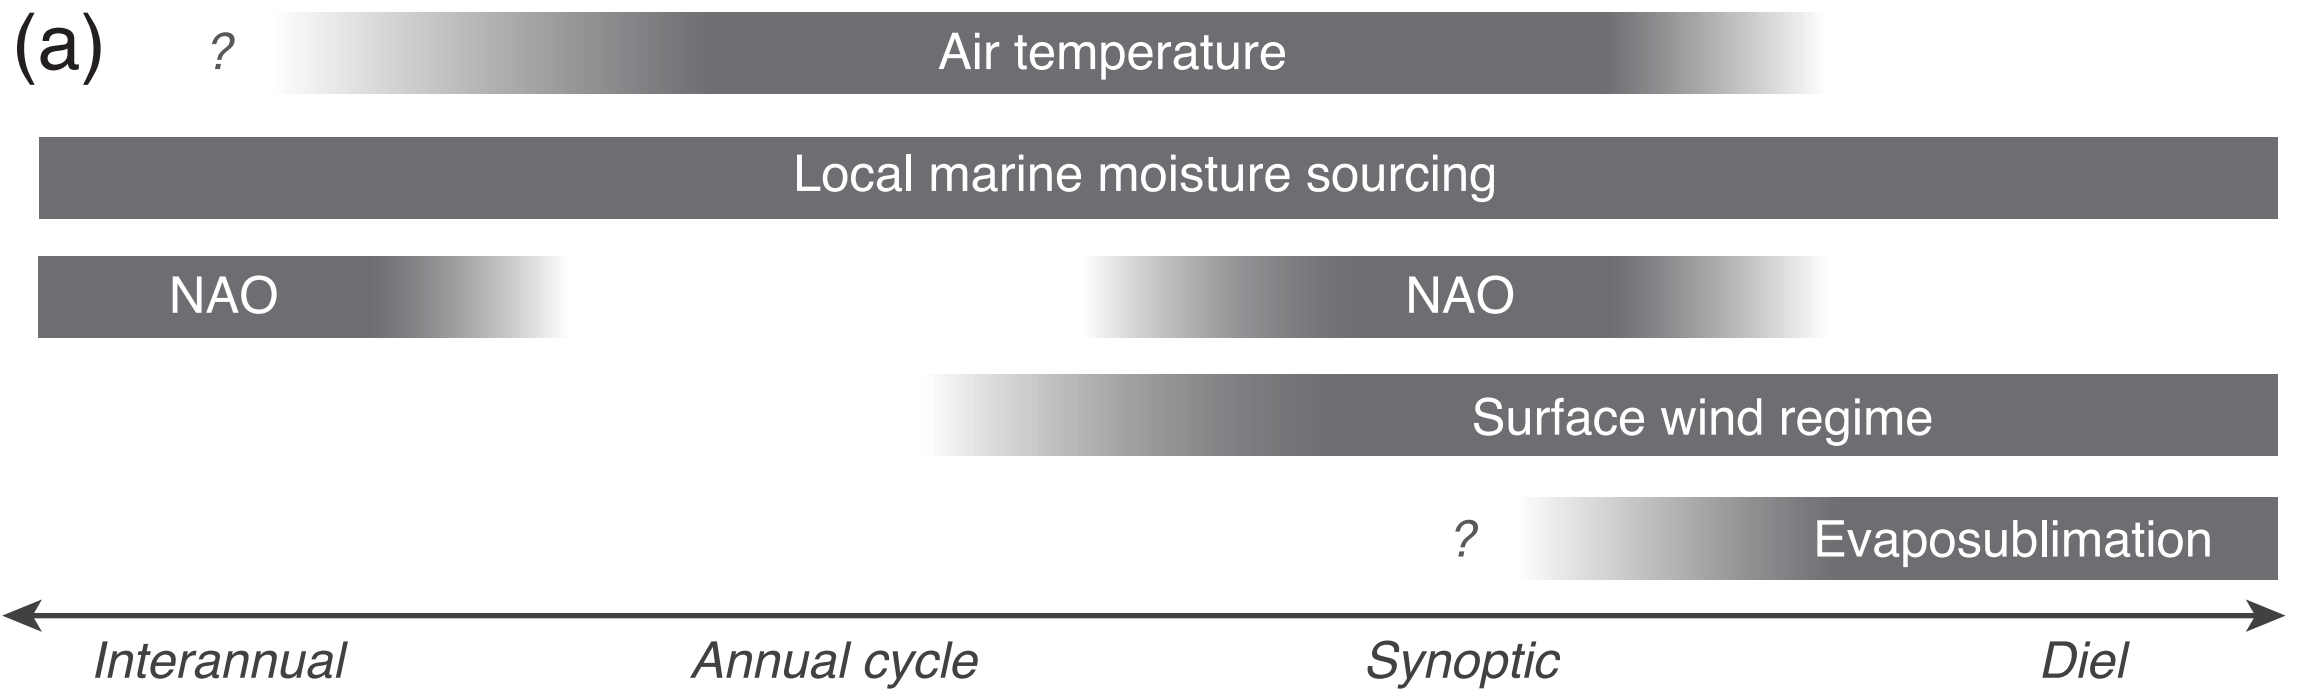 (a)
?
Air temperature
Local marine moisture sourcing
NAO
NAO
Surface wind regime
?
Evaposublimation
Interannual
Annual cycle
Synoptic
Diel